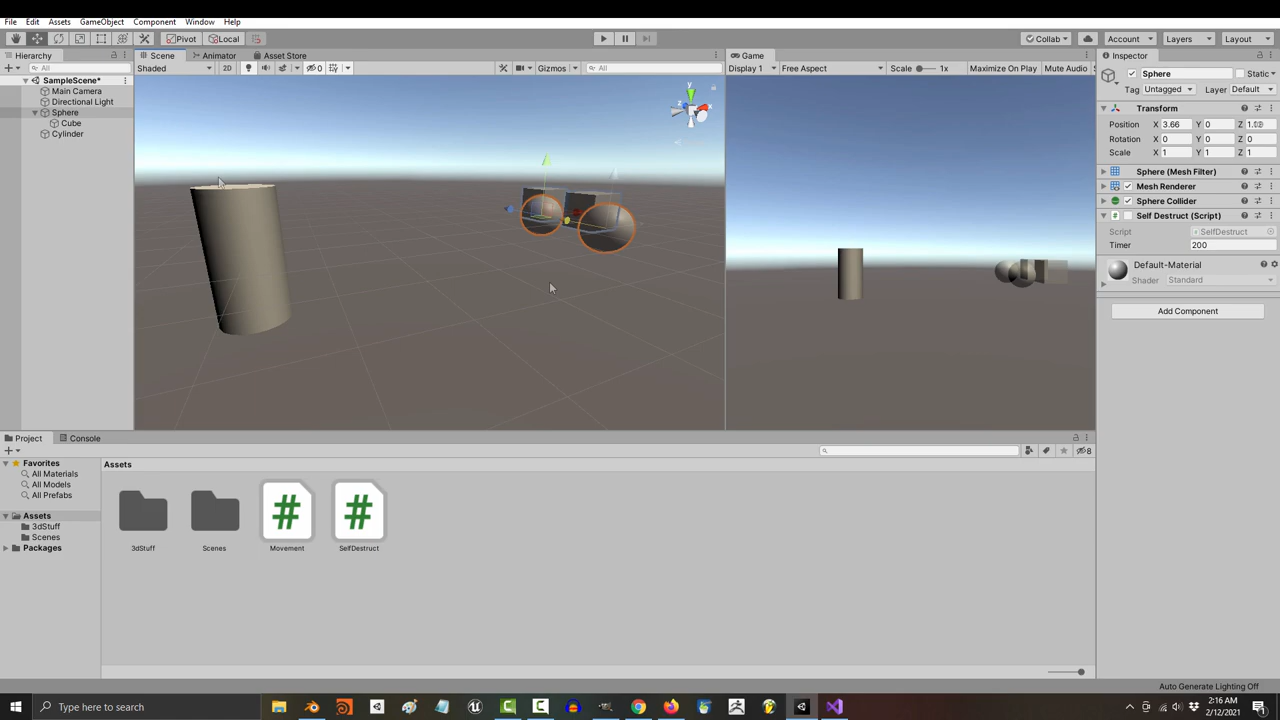 File Edit Assets GameObject Component Window Help
Pivot Local Collab Account Layers Layout
Hierarchy Scene Animator Asset Store Game Inspector
All Shaded 2D 0 Gizmos All Display 1 Free Aspect Scale 1x Maximize On Play Mute Audio S
Sphere Static
SampleScene*
Tag Untagged Layer Default
Main Camera
Directional Light
Sphere
Cube
Cylinder
y
x
z
Transform
Position X 3.66 Y 0 Z
Rotation X 0 Y 0 Z 0
Scale X 1 Y 1 Z 1
Sphere (Mesh Filter)
Mesh Renderer
Sphere Collider
# Self Destruct (Script)
Script SelfDestruct
Timer 200
Default-Material
Shader Standard
Add Component
Project Console
8
Favorites
All Materials
All Models
All Prefabs
Assets
3dStuff
Scenes
Packages
Assets
# #
3dStuff Scenes Movement SelfDestruct
Auto Generate Lighting Off
Type here to search
2:16 AM
2/12/2021